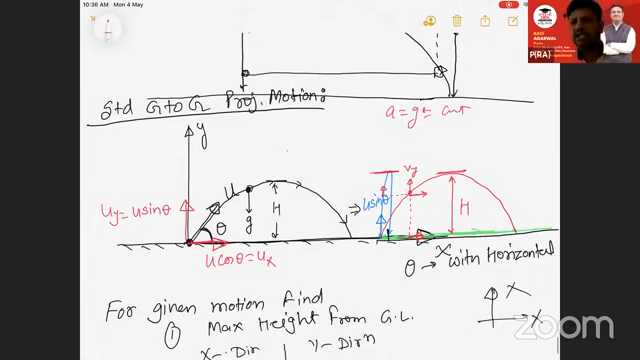 10:36 AM Mon 4 May
RAVI
AGARWAL
P(RA)
a = g = cut
Std G to G Proj. Motion:
y
u
Uy = usinθ
θ
g
H
ucosθ = ux
⇒
usinθ
vy
H
X
θ → with Horizontal
For given motion find
① Max Height from G.L.
X-Dir | Y-Dirⁿ
X
X
zoom